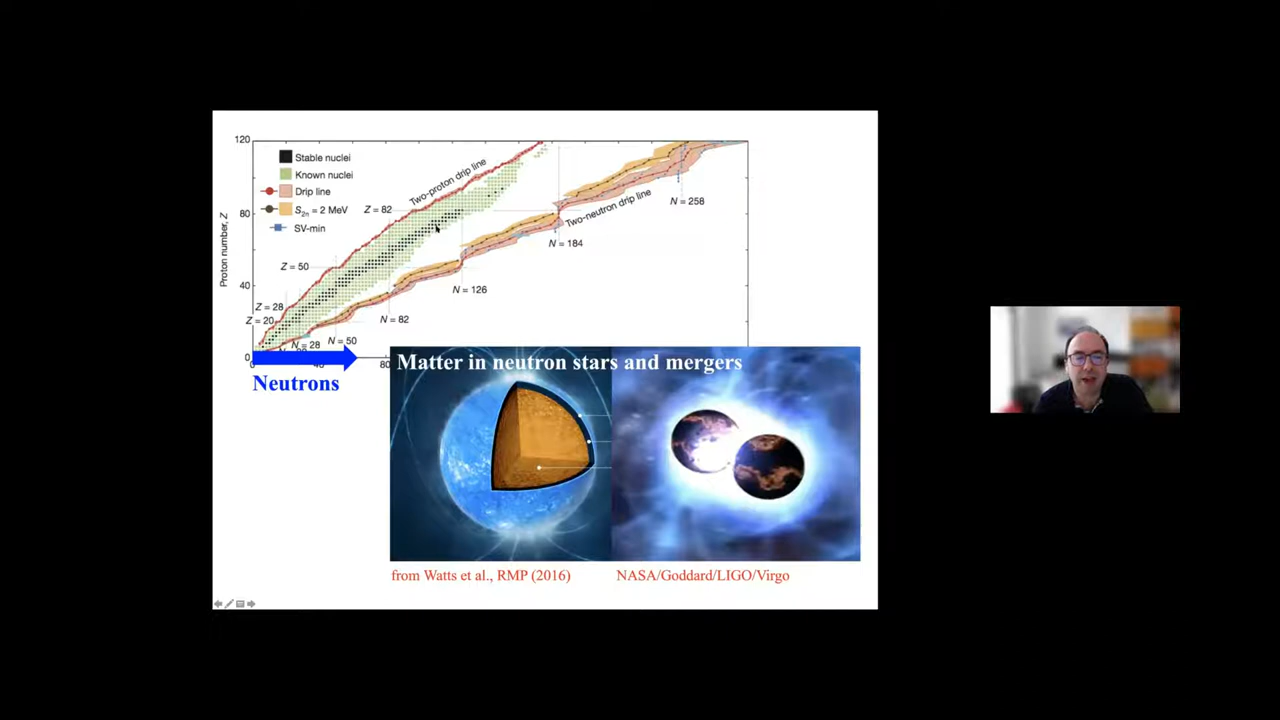 120
80
40
0
Proton number, Z
Stable nuclei
Known nuclei
Drip line
S2n = 2 MeV
SV-min
Two-proton drip line
Two-neutron drip line
Z = 82
Z = 50
Z = 28
Z = 20
N = 258
N = 184
N = 126
N = 82
N = 50
N = 28
Neutrons
Matter in neutron stars and mergers
from Watts et al., RMP (2016)
NASA/Goddard/LIGO/Virgo